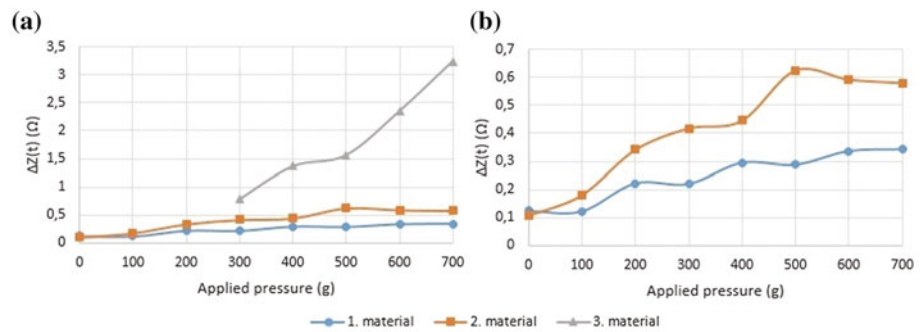 (a)
ΔZ(t) (Ω)
3,5
3
2,5
2
1,5
1
0,5
0
0 100 200 300 400 500 600 700
Applied pressure (g)
(b)
ΔZ(t) (Ω)
0,7
0,6
0,5
0,4
0,3
0,2
0,1
0
0 100 200 300 400 500 600 700
Applied pressure (g)
1. material 2. material 3. material